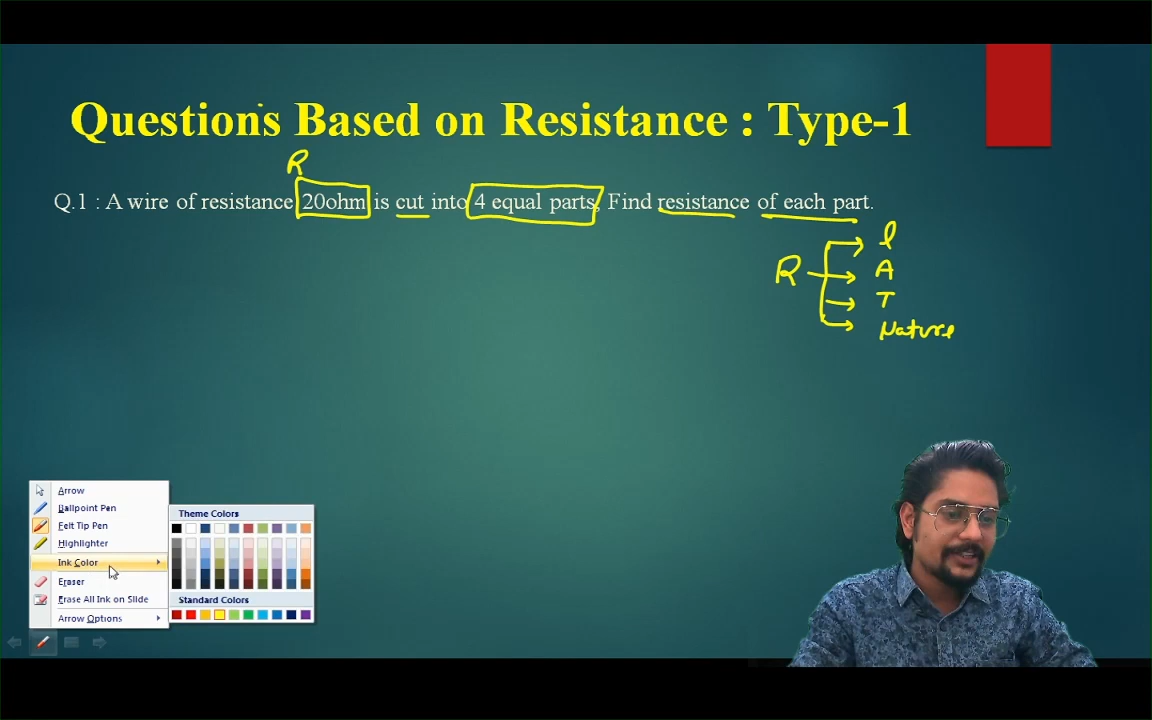 Questions Based on Resistance : Type-1
R
Q.1 : A wire of resistance 20ohm is cut into 4 equal parts, Find resistance of each part.
l
R A
T
Nature
Arrow
Ballpoint Pen
Felt Tip Pen
Highlighter
Ink Color
Eraser
Erase All Ink on Slide
Arrow Options
Theme Colors
Standard Colors